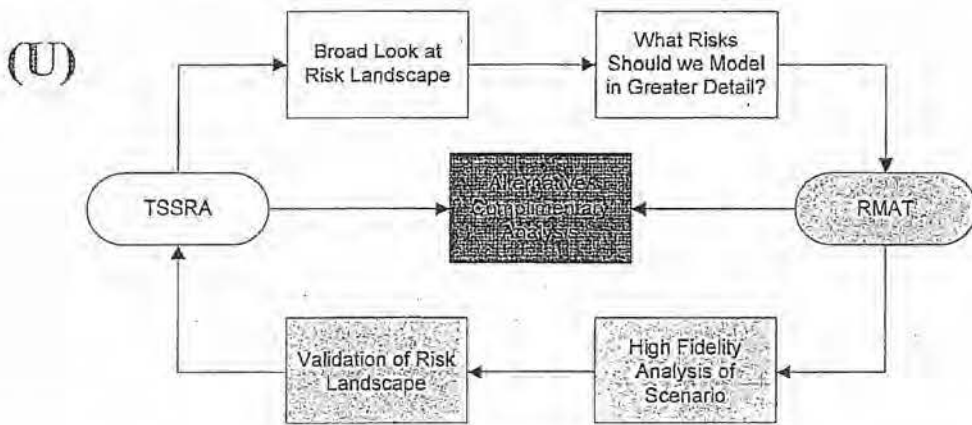 (U)
Broad Look at
Risk Landscape
What Risks
Should we Model
in Greater Detail?
TSSRA
Alternative &
Complimentary
Analysis
RMAT
Validation of Risk
Landscape
High Fidelity
Analysis of
Scenario